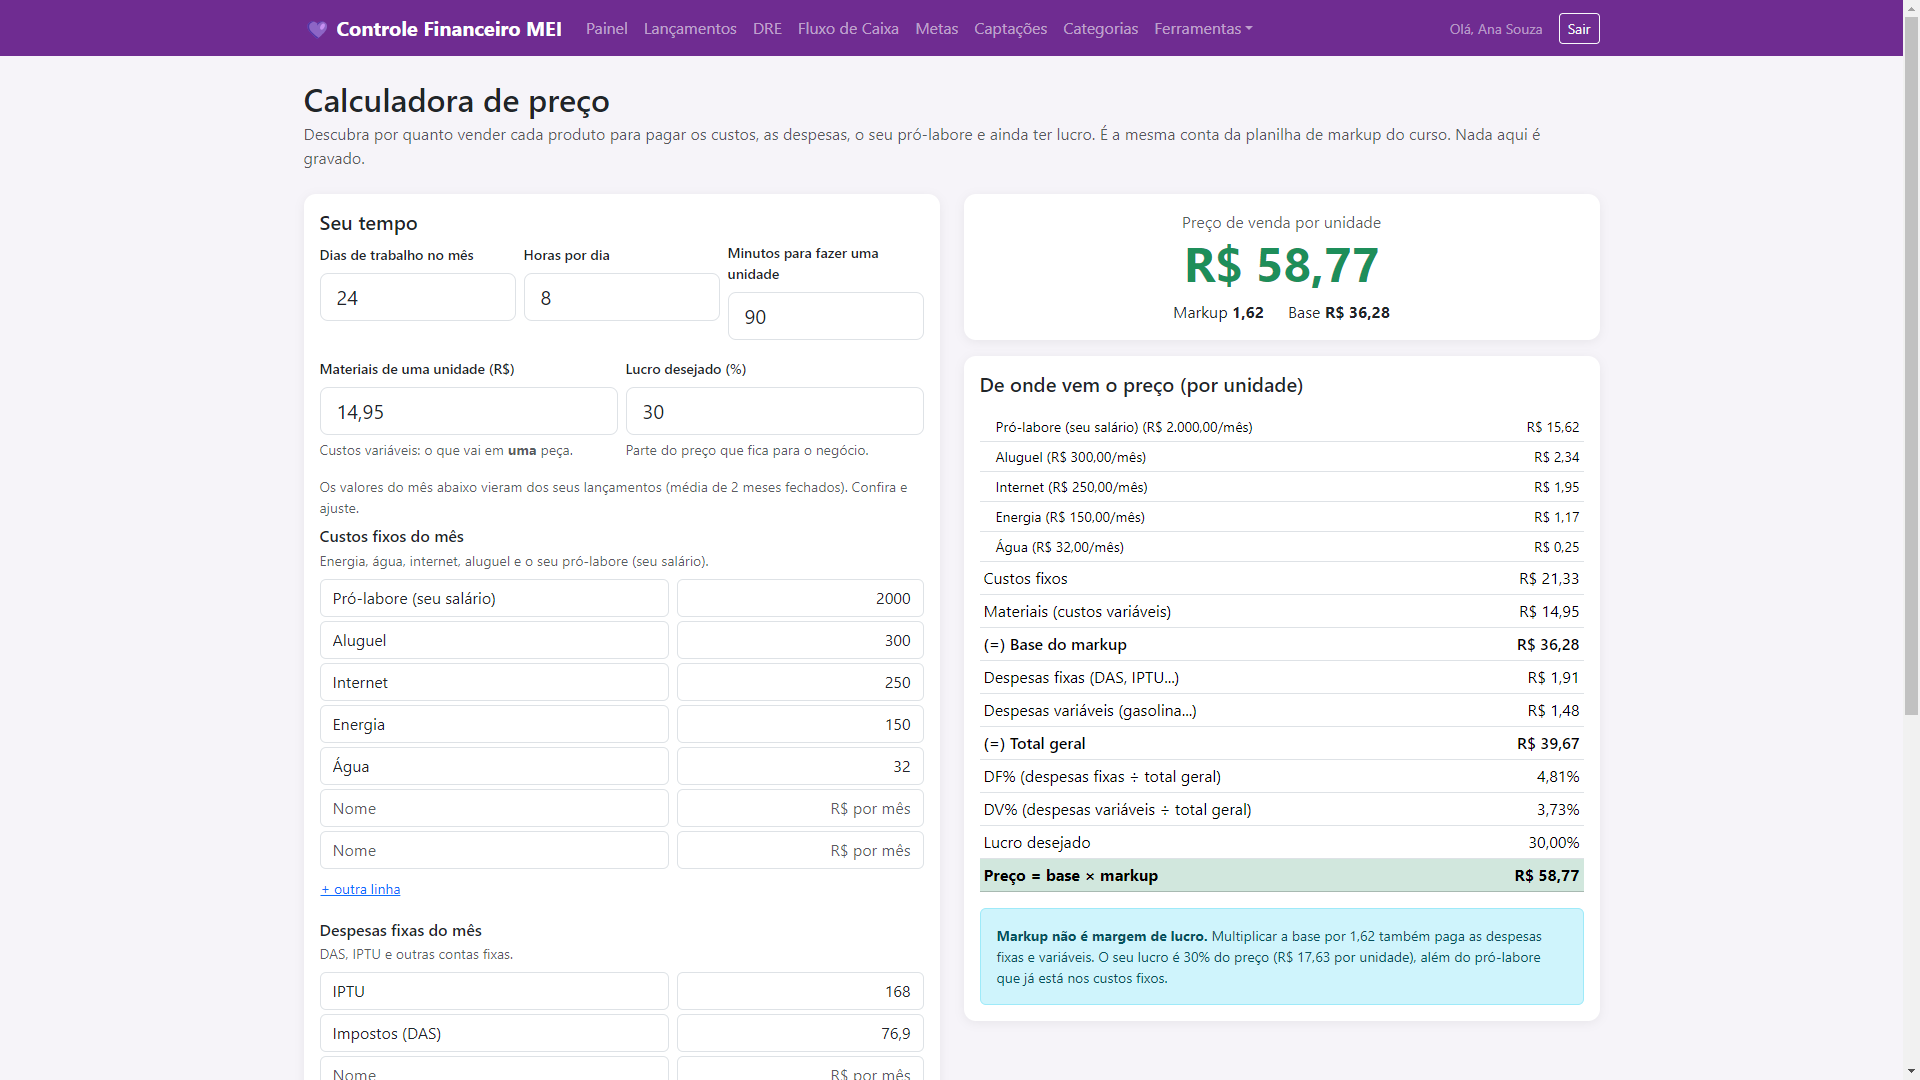 Controle Financeiro MEI
Painel
Lançamentos
DRE
Fluxo de Caixa
Metas
Captações
Categorias
Ferramentas
Olá, Ana Souza
Sair
Calculadora de preço
Descubra por quanto vender cada produto para pagar os custos, as despesas, o seu pró-labore e ainda ter lucro. É a mesma conta da planilha de markup do curso. Nada aqui é
gravado.
Seu tempo
Dias de trabalho no mês
24
Horas por dia
8
Minutos para fazer uma
unidade
90
Materiais de uma unidade (R$)
14,95
Custos variáveis: o que vai em uma peça.
Lucro desejado (%)
30
Parte do preço que fica para o negócio.
Os valores do mês abaixo vieram dos seus lançamentos (média de 2 meses fechados). Confira e
ajuste.
Custos fixos do mês
Energia, água, internet, aluguel e o seu pró-labore (seu salário).
Pró-labore (seu salário) 2000
Aluguel 300
Internet 250
Energia 150
Água 32
Nome R$ por mês
Nome R$ por mês
+ outra linha
Despesas fixas do mês
DAS, IPTU e outras contas fixas.
IPTU 168
Impostos (DAS) 76,9
Nome R$ por mês
Preço de venda por unidade
R$ 58,77
Markup 1,62 Base R$ 36,28
De onde vem o preço (por unidade)
Pró-labore (seu salário) (R$ 2.000,00/mês) R$ 15,62
Aluguel (R$ 300,00/mês) R$ 2,34
Internet (R$ 250,00/mês) R$ 1,95
Energia (R$ 150,00/mês) R$ 1,17
Água (R$ 32,00/mês) R$ 0,25
Custos fixos R$ 21,33
Materiais (custos variáveis) R$ 14,95
(=) Base do markup R$ 36,28
Despesas fixas (DAS, IPTU...) R$ 1,91
Despesas variáveis (gasolina...) R$ 1,48
(=) Total geral R$ 39,67
DF% (despesas fixas ÷ total geral) 4,81%
DV% (despesas variáveis ÷ total geral) 3,73%
Lucro desejado 30,00%
Preço = base × markup R$ 58,77
Markup não é margem de lucro. Multiplicar a base por 1,62 também paga as despesas
fixas e variáveis. O seu lucro é 30% do preço (R$ 17,63 por unidade), além do pró-labore
que já está nos custos fixos.